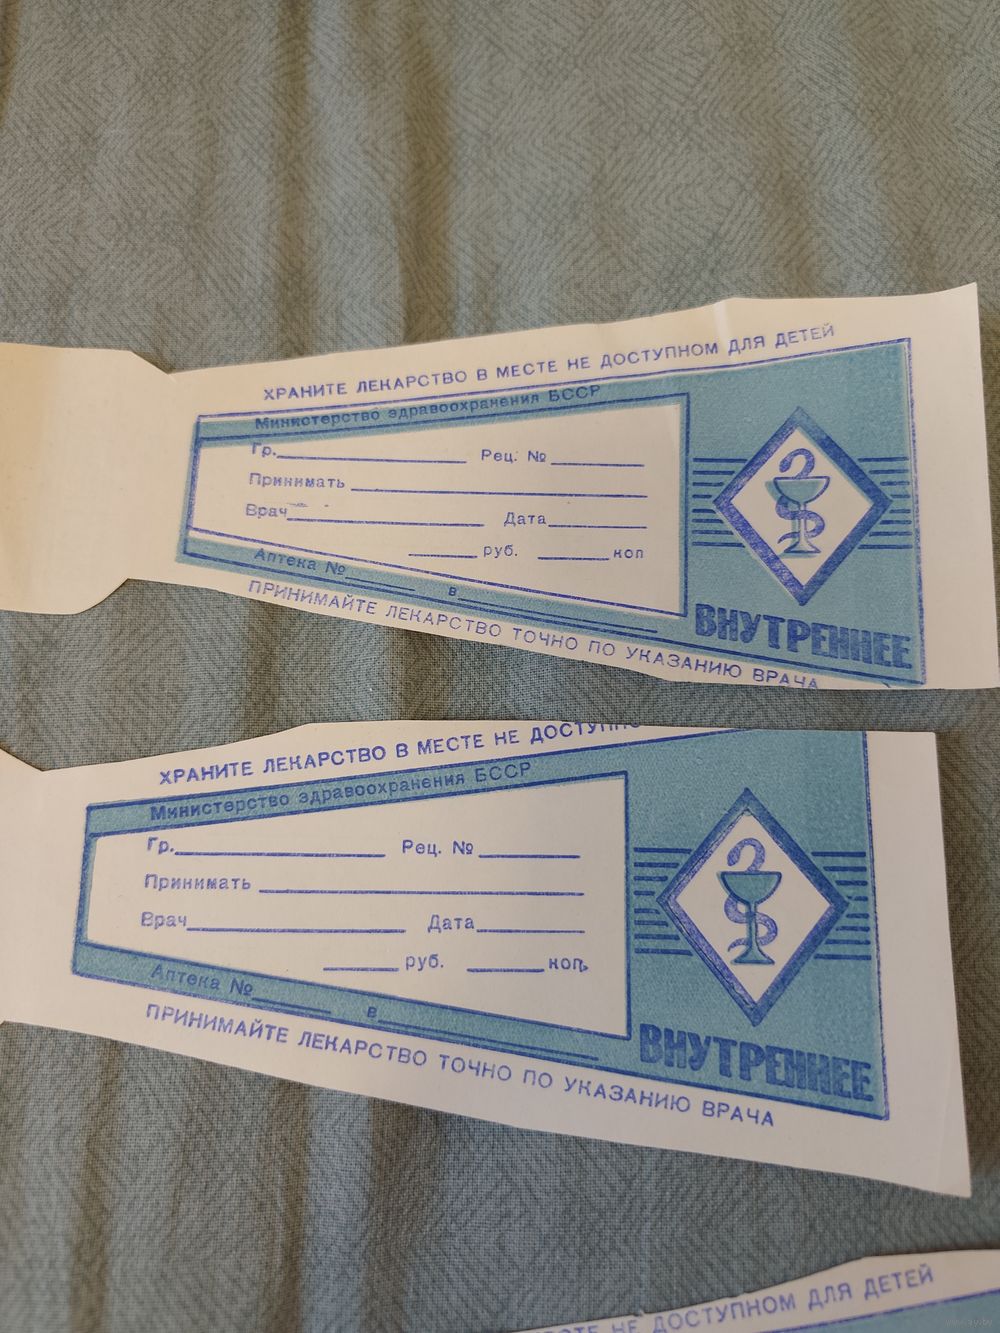 ХРАНИТЕ ЛЕКАРСТВО В МЕСТЕ НЕ ДОСТУПНОМ ДЛЯ ДЕТЕЙ
Министерство здравоохранения БССР
Гр. Рец. №
Принимать
Врач Дата
руб. коп
Аптека № в
ПРИНИМАЙТЕ ЛЕКАРСТВО ТОЧНО ПО УКАЗАНИЮ ВРАЧА
ВНУТРЕННЕЕ
ХРАНИТЕ ЛЕКАРСТВО В МЕСТЕ НЕ
Министерство здравоохранения БССР
Гр. Рец. №
Принимать
Врач Дата
руб. коп.
Аптека № в
ПРИНИМАЙТЕ ЛЕКАРСТВО ТОЧНО ПО УКАЗАНИЮ ВРАЧА
ВНУТРЕННЕЕ
НЕ ДОСТУПНОМ ДЛЯ ДЕТЕЙ